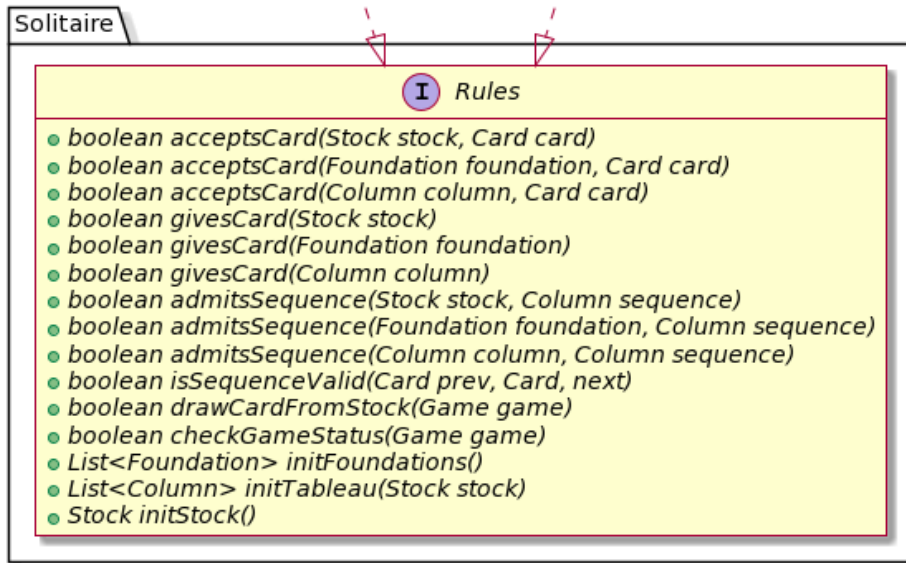 Solitaire
I Rules
boolean acceptsCard(Stock stock, Card card)
boolean acceptsCard(Foundation foundation, Card card)
boolean acceptsCard(Column column, Card card)
boolean givesCard(Stock stock)
boolean givesCard(Foundation foundation)
boolean givesCard(Column column)
boolean admitsSequence(Stock stock, Column sequence)
boolean admitsSequence(Foundation foundation, Column sequence)
boolean admitsSequence(Column column, Column sequence)
boolean isSequenceValid(Card prev, Card, next)
boolean drawCardFromStock(Game game)
boolean checkGameStatus(Game game)
List<Foundation> initFoundations()
List<Column> initTableau(Stock stock)
Stock initStock()